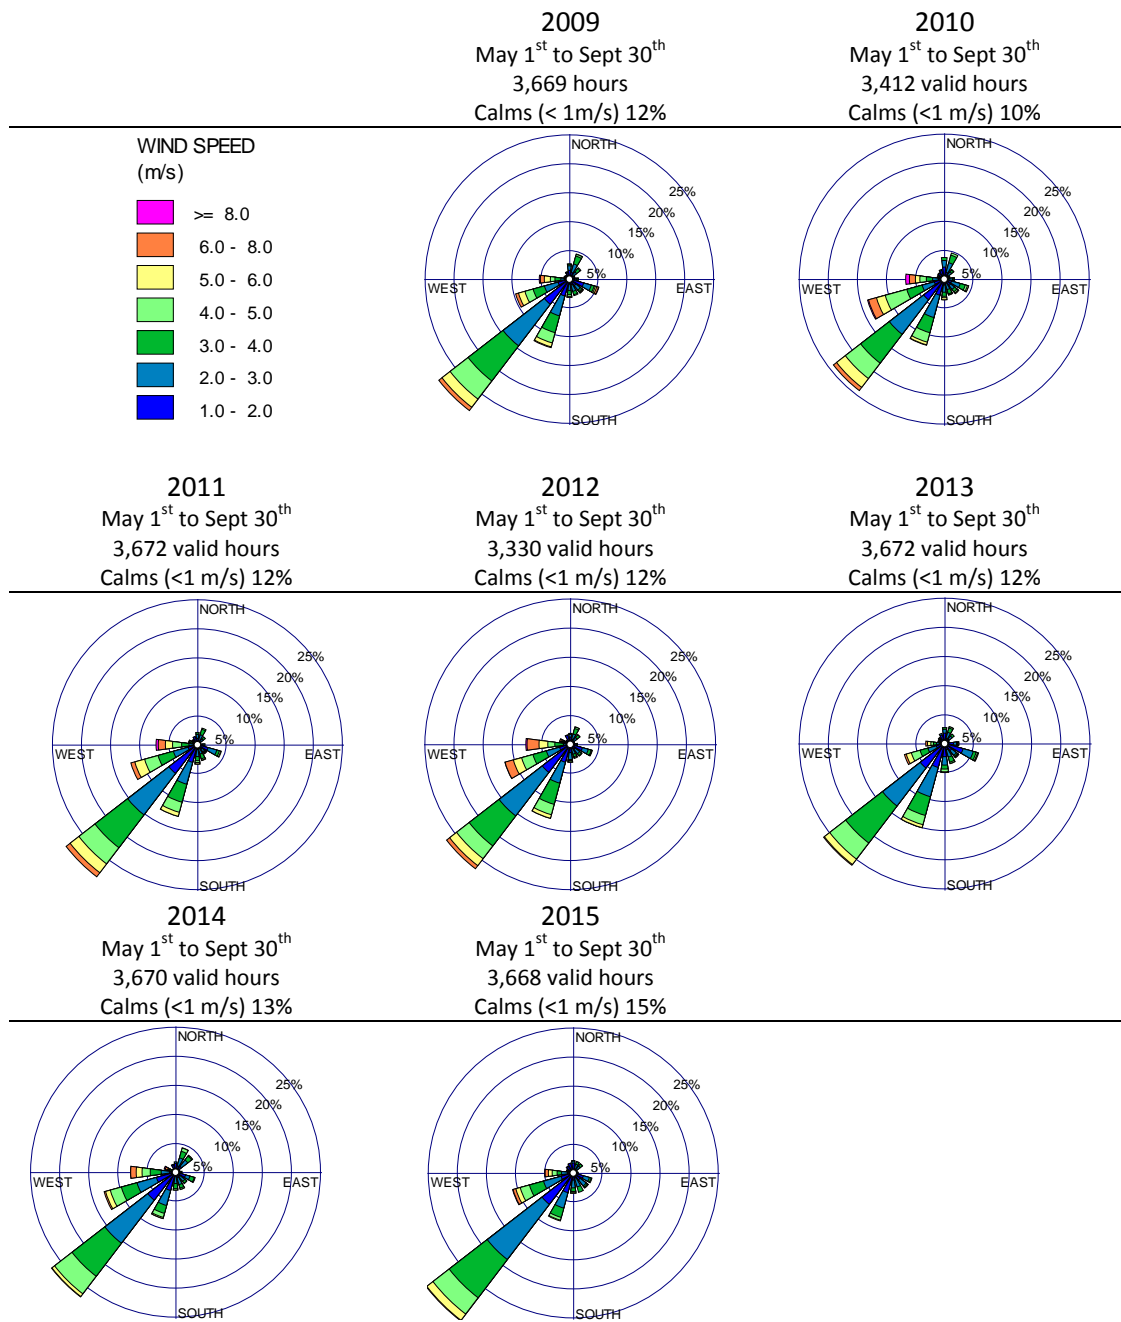 2009
May 1st to Sept 30th
3,669 hours
Calms (< 1m/s) 12%
2010
May 1st to Sept 30th
3,412 valid hours
Calms (<1 m/s) 10%
WIND SPEED
(m/s)
>= 8.0
6.0 - 8.0
5.0 - 6.0
4.0 - 5.0
3.0 - 4.0
2.0 - 3.0
1.0 - 2.0
NORTH
25%
20%
15%
10%
5%
WEST
EAST
SOUTH
NORTH
25%
20%
15%
10%
5%
WEST
EAST
SOUTH
2011
May 1st to Sept 30th
3,672 valid hours
Calms (<1 m/s) 12%
2012
May 1st to Sept 30th
3,330 valid hours
Calms (<1 m/s) 12%
2013
May 1st to Sept 30th
3,672 valid hours
Calms (<1 m/s) 12%
NORTH
25%
20%
15%
10%
5%
WEST
EAST
SOUTH
NORTH
25%
20%
15%
10%
5%
WEST
EAST
SOUTH
NORTH
25%
20%
15%
10%
5%
WEST
EAST
SOUTH
2014
May 1st to Sept 30th
3,670 valid hours
Calms (<1 m/s) 13%
2015
May 1st to Sept 30th
3,668 valid hours
Calms (<1 m/s) 15%
NORTH
25%
20%
15%
10%
5%
WEST
EAST
SOUTH
NORTH
25%
20%
15%
10%
5%
WEST
EAST
SOUTH